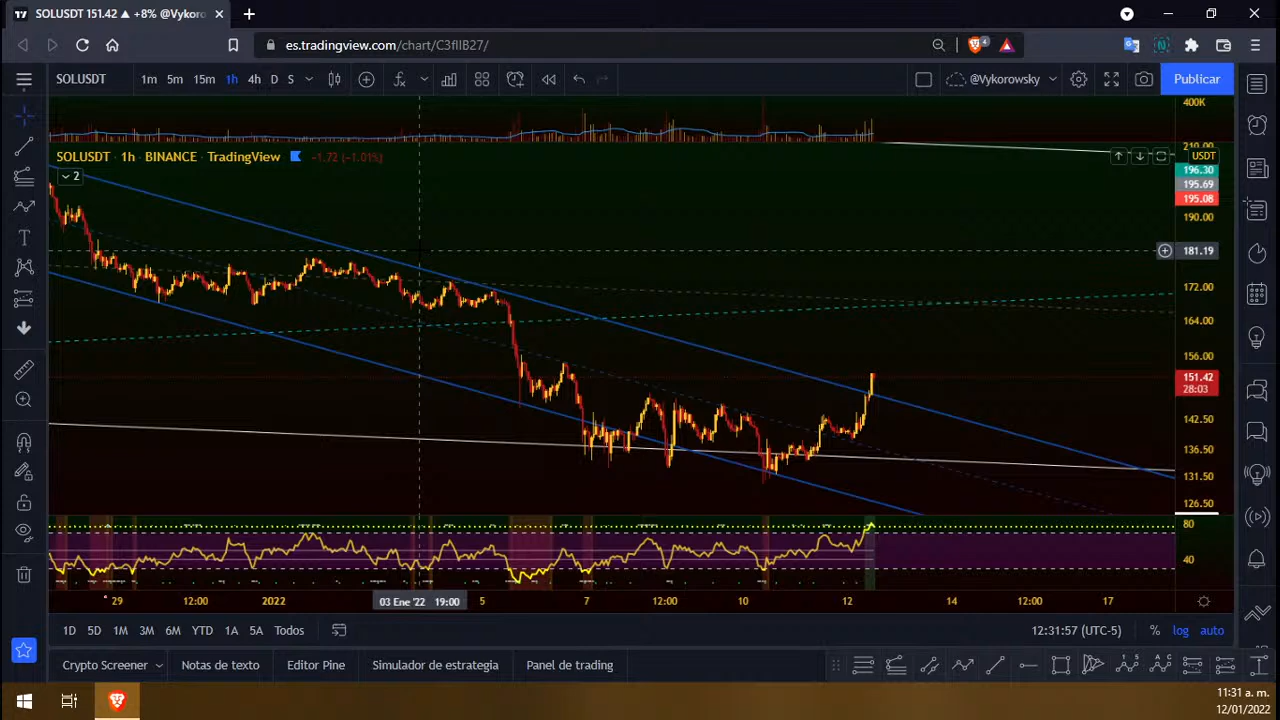 SOLUSDT 151.42 ▲ +8% @Vykoro
es.tradingview.com/chart/C3fIIB27/
4
SOLUSDT 1m 5m 15m 1h 4h D S @Vykorowsky Publicar
400K
210.00
SOLUSDT · 1h · BINANCE · TradingView −1.72 (−1.01%) USDT
2
196.30
195.69
195.08
190.00
181.19
172.00
164.00
156.00
151.42
28:03
142.50
136.50
131.50
126.50
80
40
29 12:00 2022 03 Ene '22 19:00 5 7 12:00 10 12 14 12:00 17
1D 5D 1M 3M 6M YTD 1A 5A Todos 12:31:57 (UTC-5) % log auto
Crypto Screener Notas de texto Editor Pine Simulador de estrategia Panel de trading
11:31 a. m.
12/01/2022